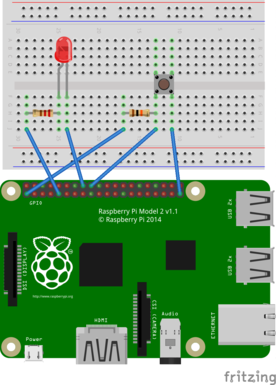 GPIO
Raspberry Pi Model 2 v1.1
© Raspberry Pi 2014
DSI (DISPLAY)
http://www.raspberrypi.org
Power
HDMI
CSI (CAMERA)
Audio
ETHERNET
USB 2x
USB 2x
fritzing